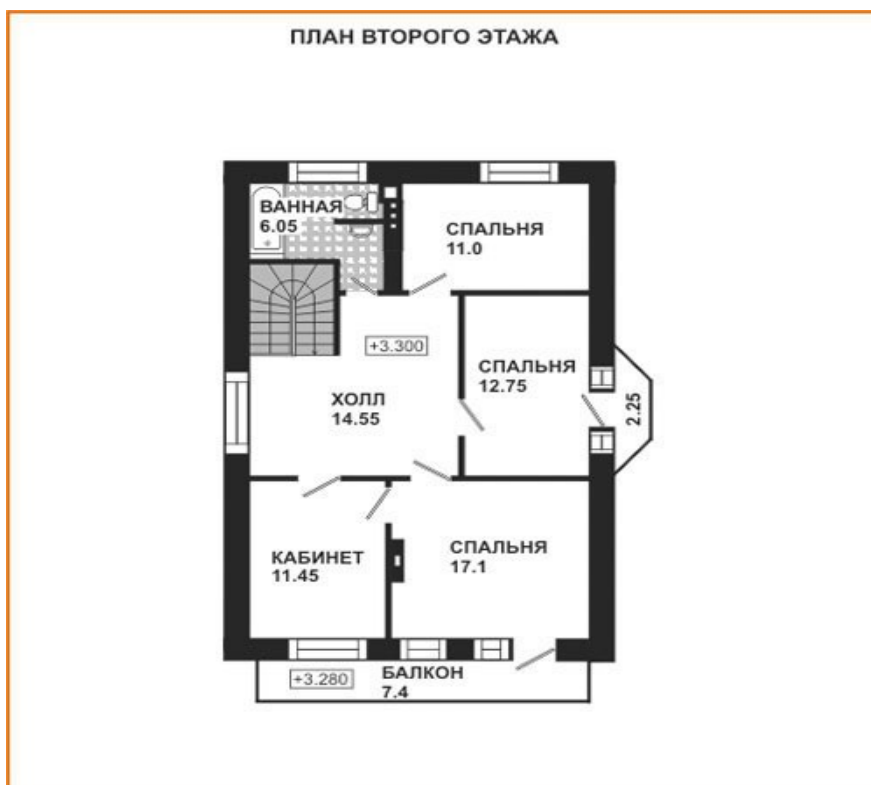 ПЛАН ВТОРОГО ЭТАЖА
ВАННАЯ
6.05
СПАЛЬНЯ
11.0
+3.300
СПАЛЬНЯ
12.75
2.25
ХОЛЛ
14.55
КАБИНЕТ
11.45
СПАЛЬНЯ
17.1
+3.280
БАЛКОН
7.4